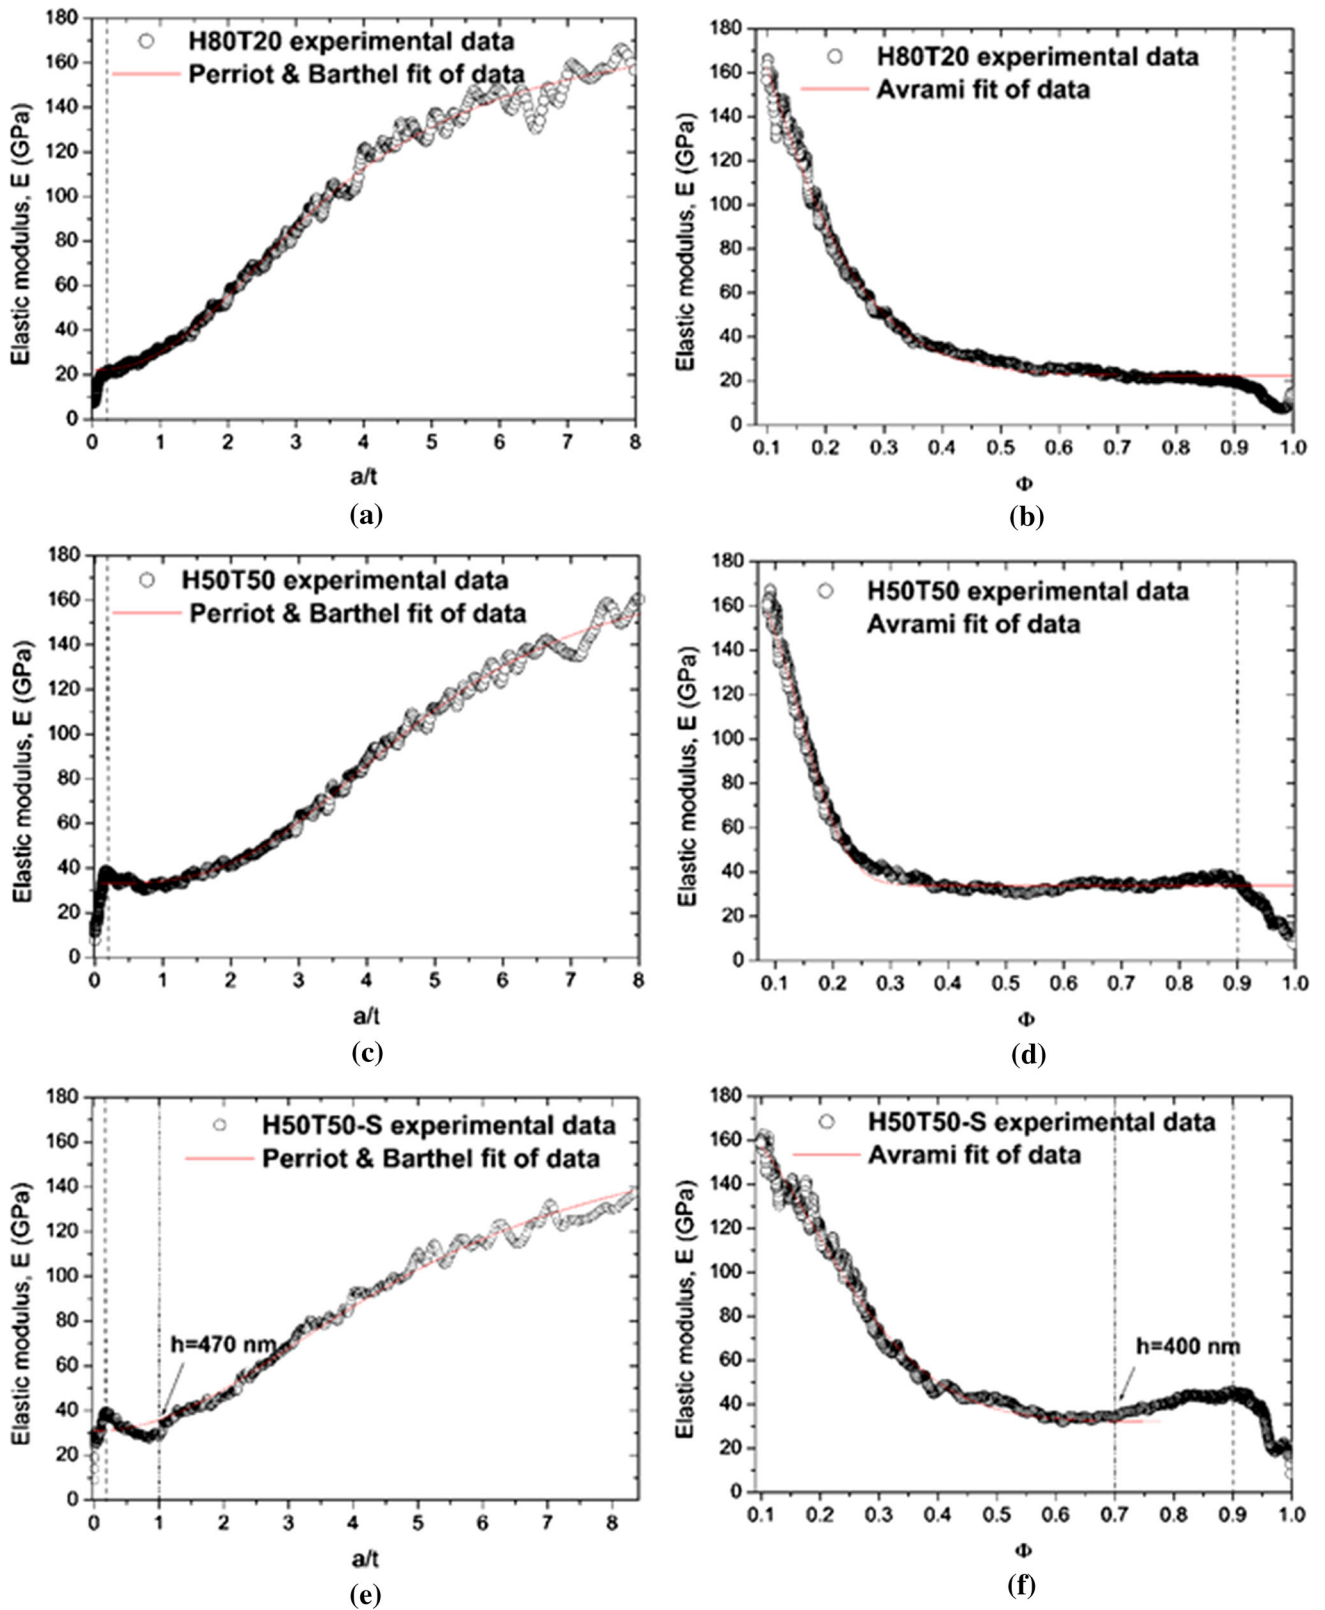 H80T20 experimental data
Perriot & Barthel fit of data
Elastic modulus, E (GPa)
180
160
140
120
100
80
60
40
20
0
0 1 2 3 4 5 6 7 8
a/t
(a)
H80T20 experimental data
Avrami fit of data
Elastic modulus, E (GPa)
180
160
140
120
100
80
60
40
20
0
0.1 0.2 0.3 0.4 0.5 0.6 0.7 0.8 0.9 1.0
Φ
(b)
H50T50 experimental data
Perriot & Barthel fit of data
Elastic modulus, E (GPa)
180
160
140
120
100
80
60
40
20
0
0 1 2 3 4 5 6 7 8
a/t
(c)
H50T50 experimental data
Avrami fit of data
Elastic modulus, E (GPa)
180
160
140
120
100
80
60
40
20
0
0.1 0.2 0.3 0.4 0.5 0.6 0.7 0.8 0.9 1.0
Φ
(d)
H50T50-S experimental data
Perriot & Barthel fit of data
Elastic modulus, E (GPa)
180
160
140
120
100
80
60
40
20
0
h=470 nm
0 1 2 3 4 5 6 7 8
a/t
(e)
H50T50-S experimental data
Avrami fit of data
Elastic modulus, E (GPa)
180
160
140
120
100
80
60
40
20
0
h=400 nm
0.1 0.2 0.3 0.4 0.5 0.6 0.7 0.8 0.9 1.0
Φ
(f)